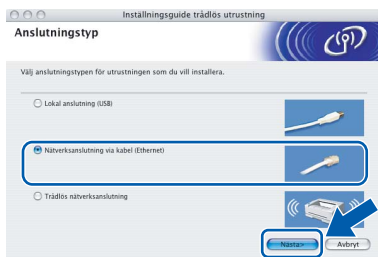 Inställningsguide trådlös utrustning
Anslutningstyp
Välj anslutningstypen för utrustningen som du vill installera.
Lokal anslutning (USB)
Nätverksanslutning via kabel (Ethernet)
Trådlös nätverksanslutning
Nästa>
Avbryt